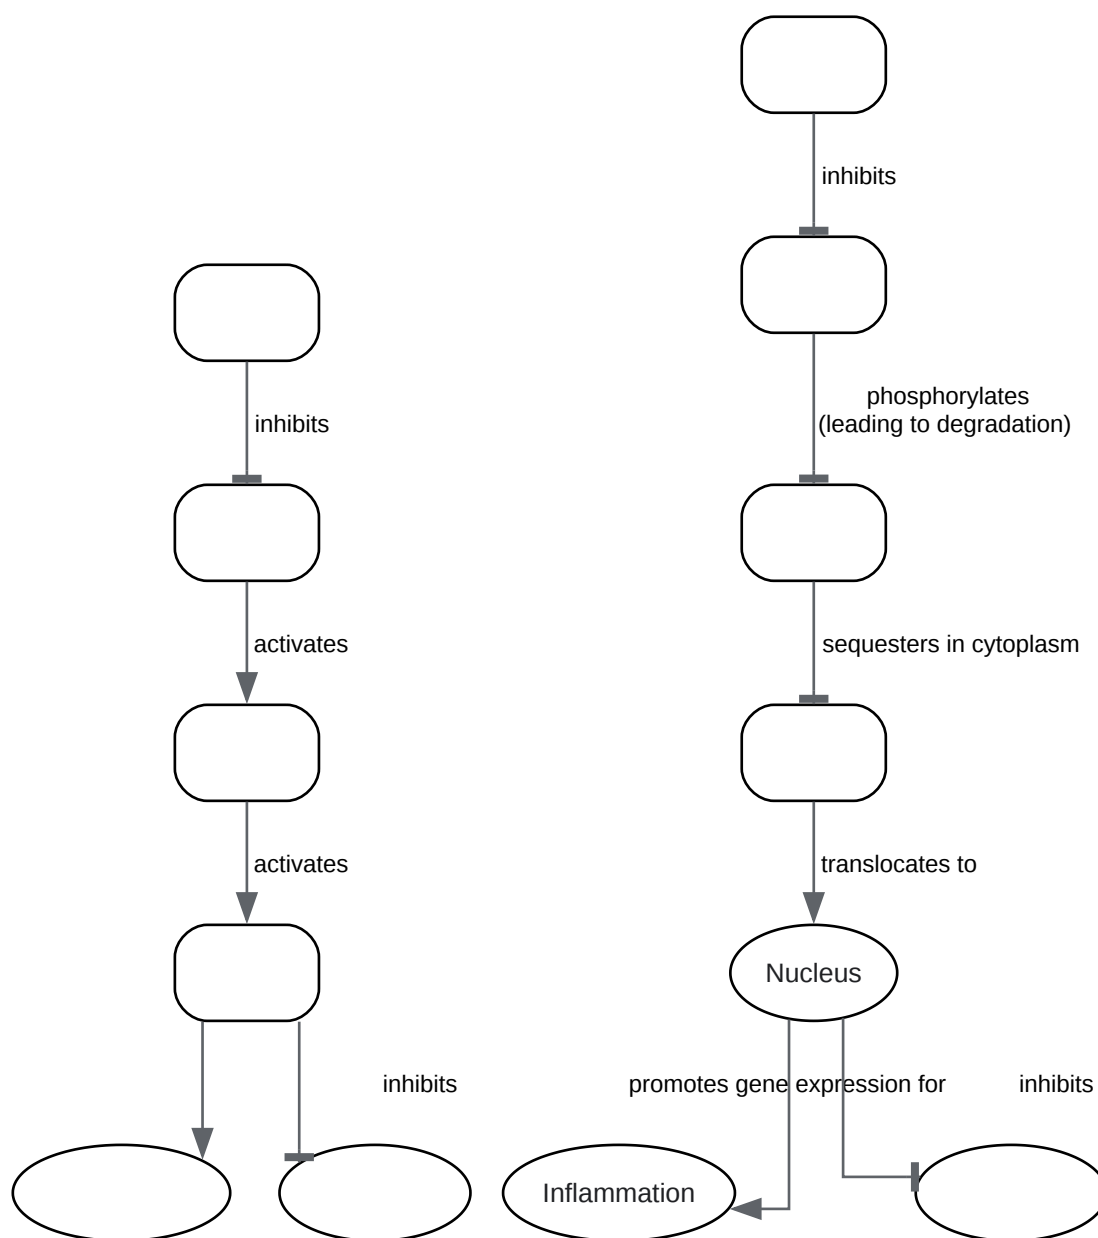 inhibits
inhibits
phosphorylates
(leading to degradation)
activates
sequesters in cytoplasm
activates
translocates to
Nucleus
inhibits
promotes gene expression for
inhibits
Inflammation